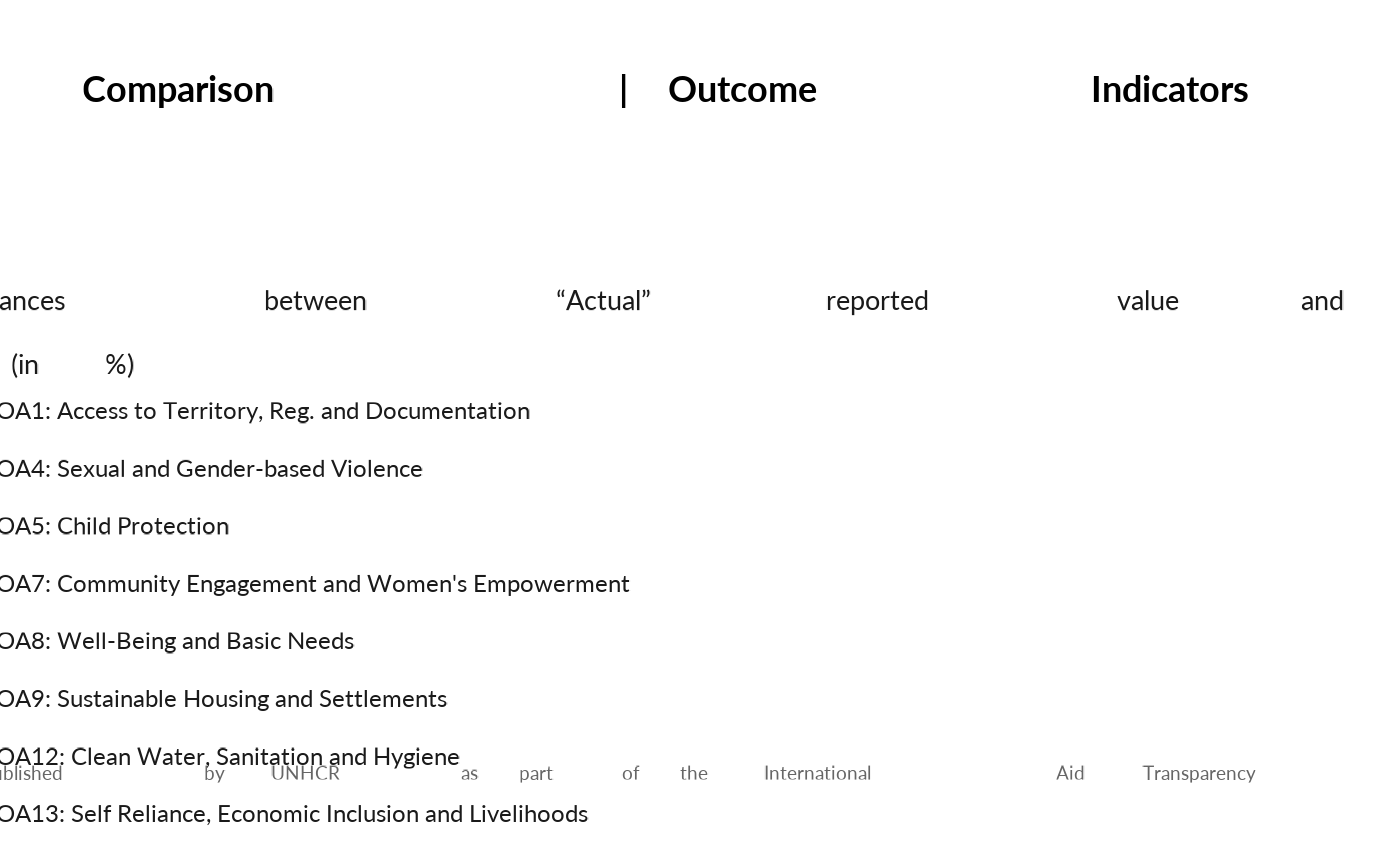 Comparison | Outcome Indicators
ances between “Actual” reported value and
(in %)
OA1: Access to Territory, Reg. and Documentation
OA4: Sexual and Gender-based Violence
OA5: Child Protection
OA7: Community Engagement and Women's Empowerment
OA8: Well-Being and Basic Needs
OA9: Sustainable Housing and Settlements
OA12: Clean Water, Sanitation and Hygiene
ublished by UNHCR as part of the International Aid Transparency
OA13: Self Reliance, Economic Inclusion and Livelihoods